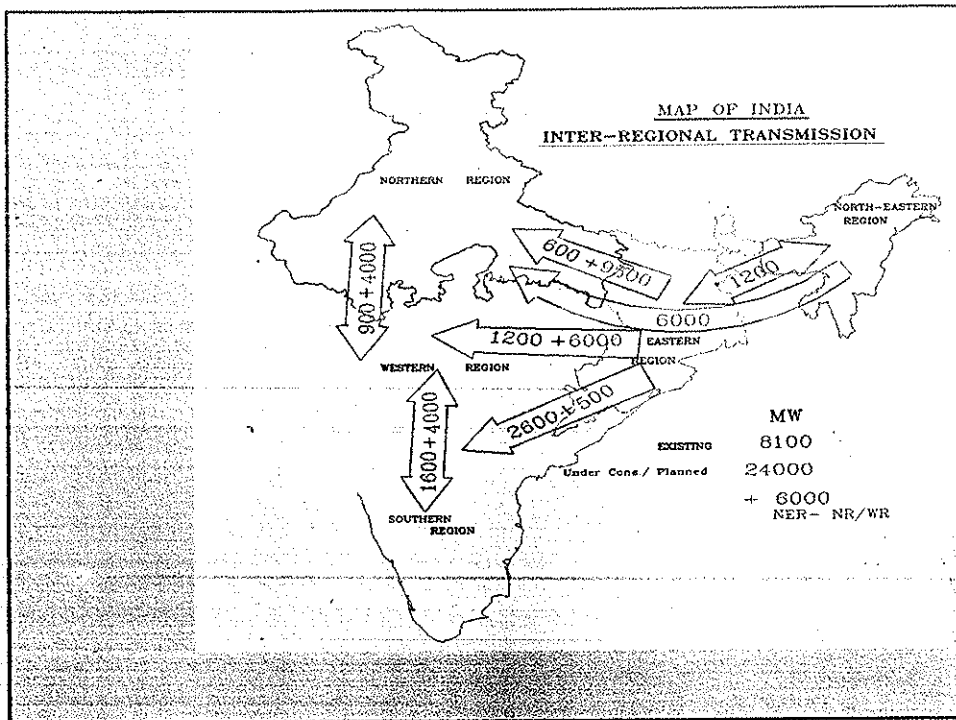 MAP OF INDIA
INTER-REGIONAL TRANSMISSION
NORTHERN REGION
NORTH-EASTERN
REGION
900+4000
600 +9500
1200
6000
1200 +6000
EASTERN
REGION
WESTERN REGION
2600+500
1600+4000
MW
EXISTING 8100
Under Cons./ Planned 24000
+ 6000
NER- NR/WR
SOUTHERN
REGION